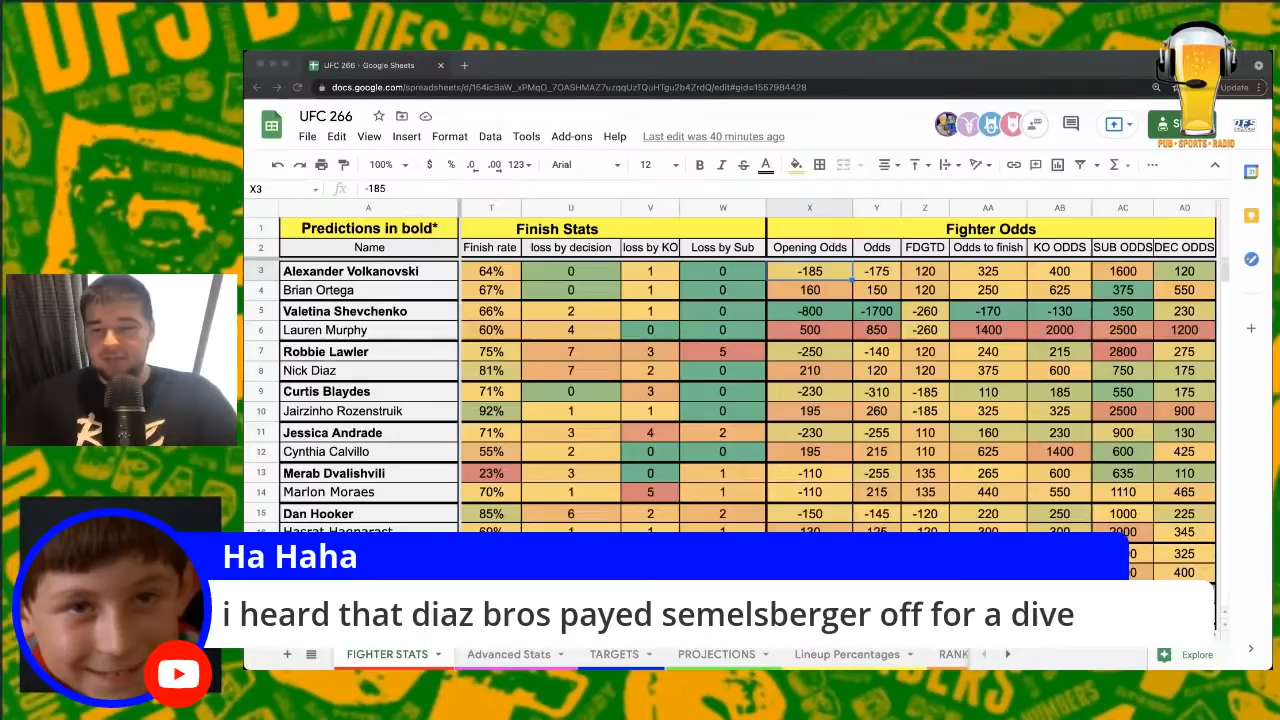 UFC 266 - Google Sheets
docs.google.com
UFC 266
File Edit View Insert Format Data Tools Add-ons Help Last edit was 40 minutes ago
Update
100% $ % .0 .00 123 Arial 12 B I S A
PUB · SPORTS · RADIO
X3 fx -185
A T U V W X Y Z AA AB AC AD
1 Predictions in bold* Finish Stats Fighter Odds
2 Name Finish rate loss by decision loss by KO Loss by Sub Opening Odds Odds FDGTD Odds to finish KO ODDS SUB ODDS DEC ODDS
3 Alexander Volkanovski 64% 0 1 0 -185 -175 120 325 400 1600 120
4 Brian Ortega 67% 0 1 0 160 150 120 250 625 375 550
5 Valetina Shevchenko 66% 2 1 0 -800 -1700 -260 -170 -130 350 230
6 Lauren Murphy 60% 4 0 0 500 850 -260 1400 2000 2500 1200
7 Robbie Lawler 75% 7 3 5 -250 -140 120 240 215 2800 275
8 Nick Diaz 81% 7 2 0 210 120 120 375 600 750 175
9 Curtis Blaydes 71% 0 3 0 -230 -310 -185 110 185 550 175
10 Jairzinho Rozenstruik 92% 1 1 0 195 260 -185 325 325 2500 900
11 Jessica Andrade 71% 3 4 2 -230 -255 110 160 230 900 130
12 Cynthia Calvillo 55% 2 0 0 195 215 110 625 1400 600 425
13 Merab Dvalishvili 23% 3 0 1 -110 -255 135 265 600 635 110
14 Marlon Moraes 70% 1 5 1 -110 215 135 440 550 1110 465
15 Dan Hooker 85% 6 2 2 -150 -145 -120 220 250 1000 225
345
325
400
Ha Haha
i heard that diaz bros payed semelsberger off for a dive
FIGHTER STATS Advanced Stats TARGETS PROJECTIONS Lineup Percentages RANK Explore